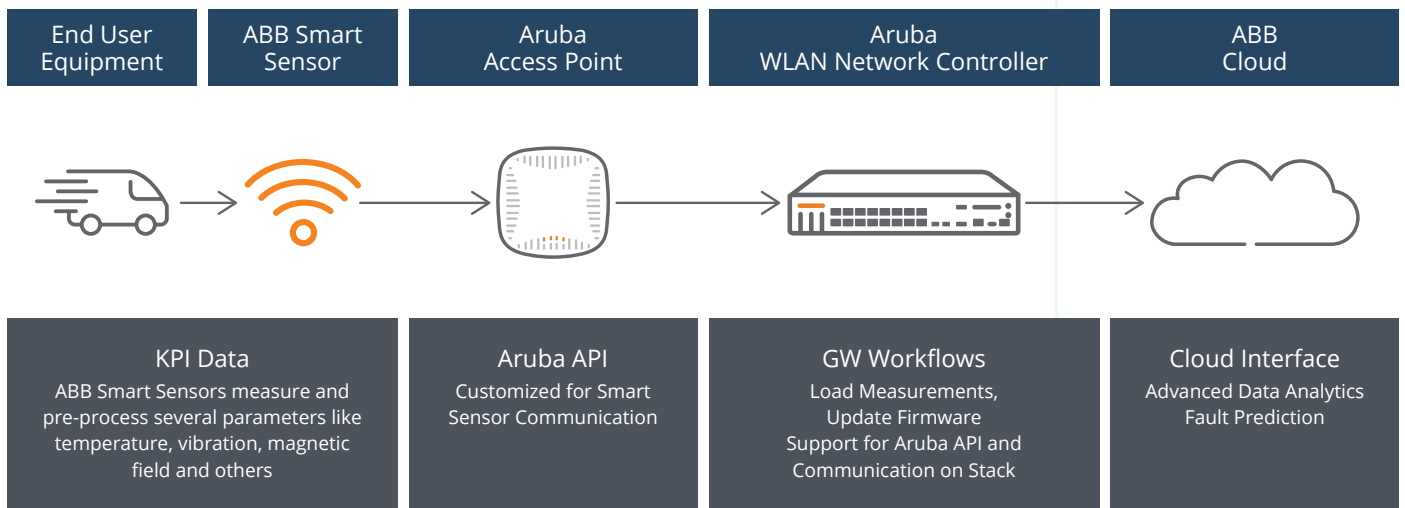 End User
Equipment
ABB Smart
Sensor
Aruba
Access Point
Aruba
WLAN Network Controller
ABB
Cloud
KPI Data
ABB Smart Sensors measure and
pre-process several parameters like
temperature, vibration, magnetic
field and others
Aruba API
Customized for Smart
Sensor Communication
GW Workflows
Load Measurements,
Update Firmware
Support for Aruba API and
Communication on Stack
Cloud Interface
Advanced Data Analytics
Fault Prediction